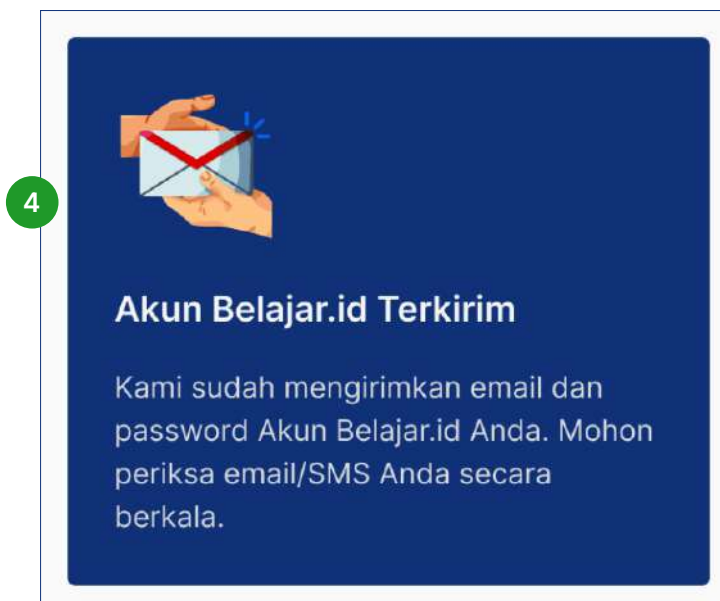 4
Akun Belajar.id Terkirim
Kami sudah mengirimkan email dan
password Akun Belajar.id Anda. Mohon
periksa email/SMS Anda secara
berkala.